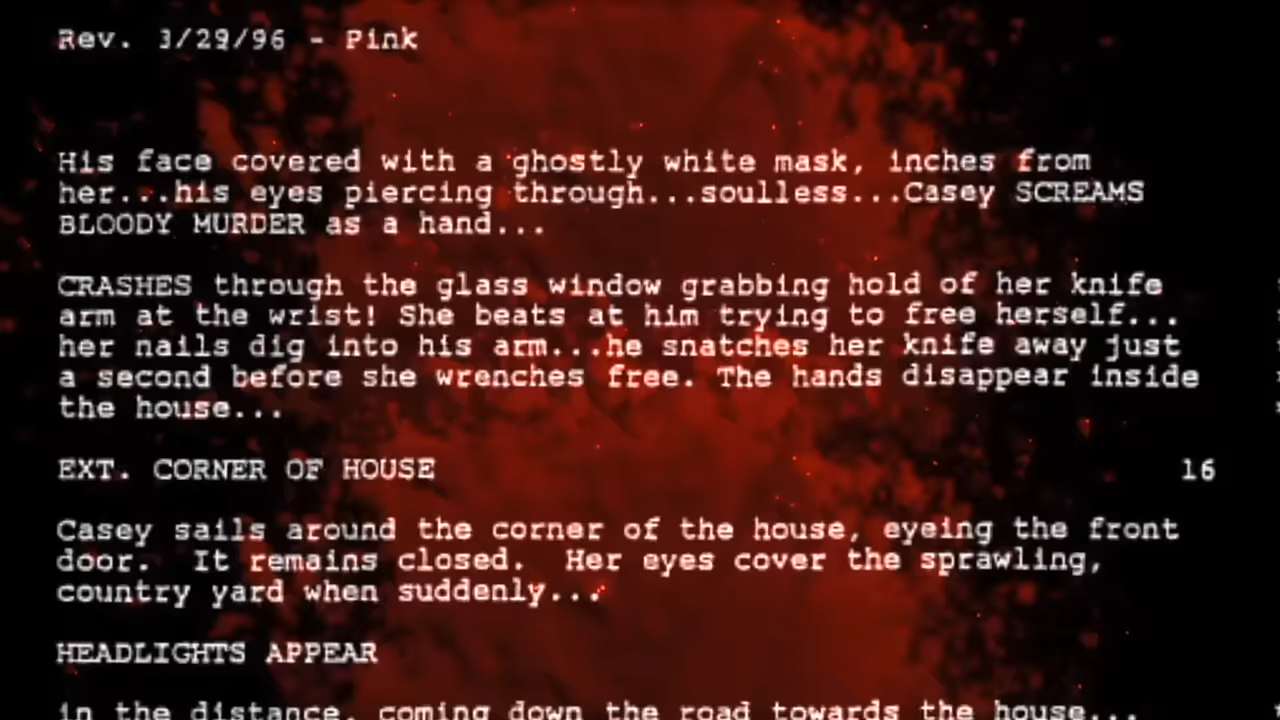 Rev. 3/29/96 - Pink
His face covered with a ghostly white mask, inches from
her...his eyes piercing through...soulless...Casey SCREAMS
BLOODY MURDER as a hand...
CRASHES through the glass window grabbing hold of her knife
arm at the wrist! She beats at him trying to free herself...
her nails dig into his arm...he snatches her knife away just
a second before she wrenches free. The hands disappear inside
the house...
EXT. CORNER OF HOUSE 16
Casey sails around the corner of the house, eyeing the front
door.  It remains closed.  Her eyes cover the sprawling,
country yard when suddenly...
HEADLIGHTS APPEAR
in the distance, coming down the road towards the house...